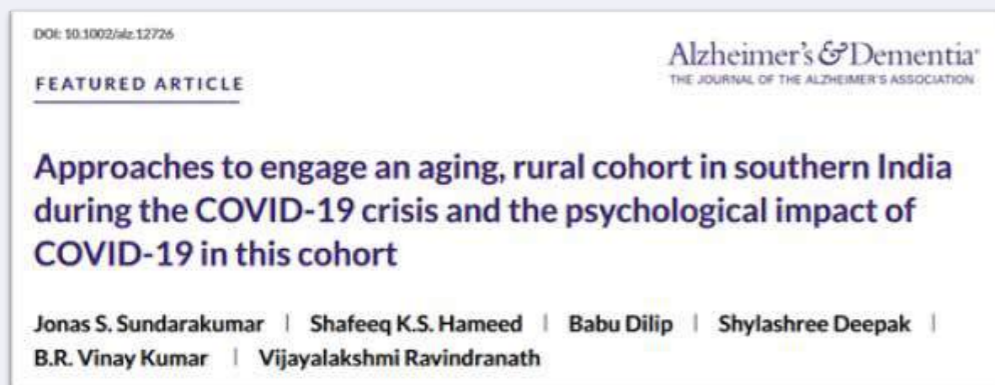 DOI: 10.1002/alz.12726
Alzheimer's & Dementia®
THE JOURNAL OF THE ALZHEIMER'S ASSOCIATION
FEATURED ARTICLE
Approaches to engage an aging, rural cohort in southern India
during the COVID-19 crisis and the psychological impact of
COVID-19 in this cohort
Jonas S. Sundarakumar | Shafeeq K.S. Hameed | Babu Dilip | Shylashree Deepak |
B.R. Vinay Kumar | Vijayalakshmi Ravindranath